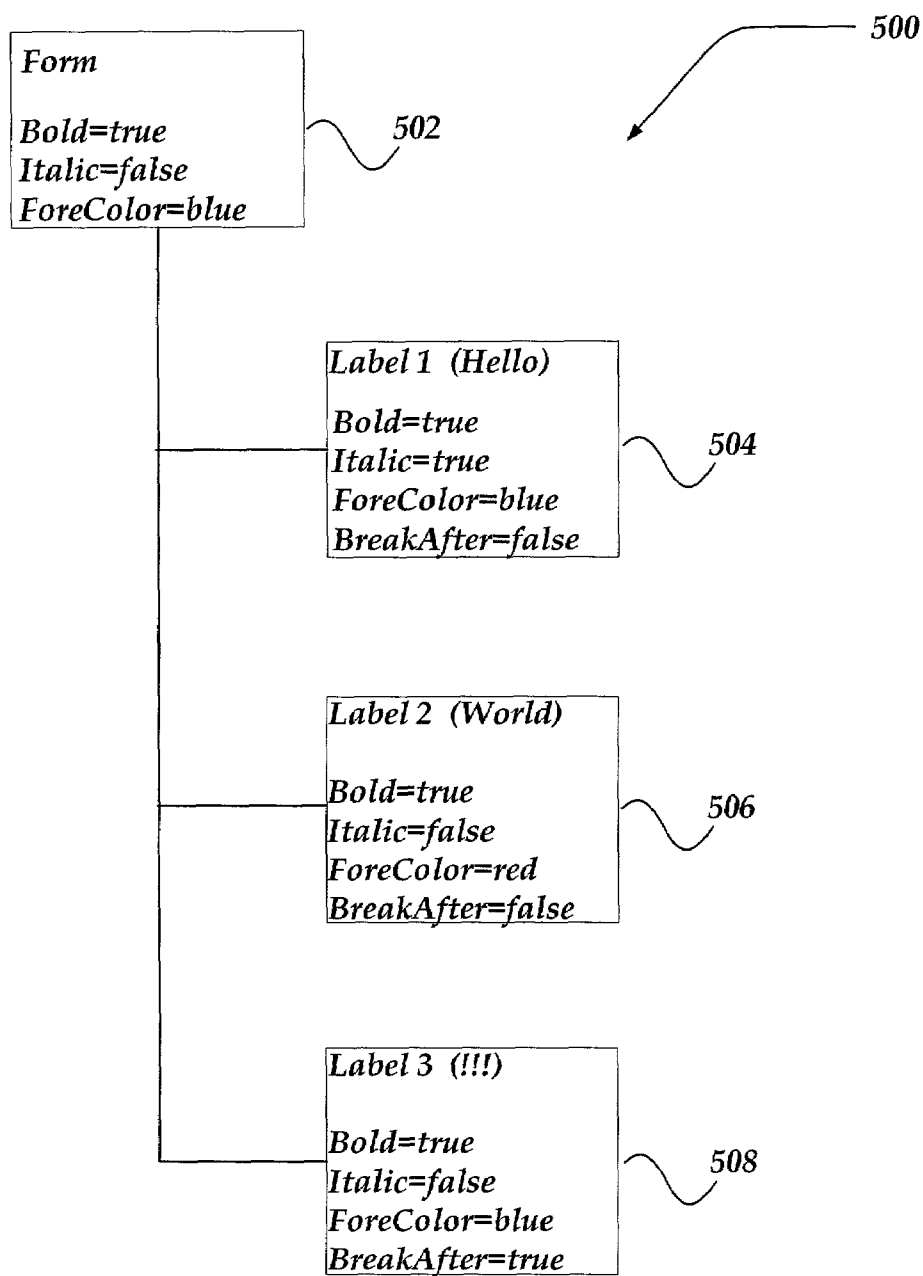 500
Form
Bold=true
Italic=false
ForeColor=blue
502
Label 1 (Hello)
Bold=true
Italic=true
ForeColor=blue
BreakAfter=false
504
Label 2 (World)
Bold=true
Italic=false
ForeColor=red
BreakAfter=false
506
Label 3 (!!!)
Bold=true
Italic=false
ForeColor=blue
BreakAfter=true
508